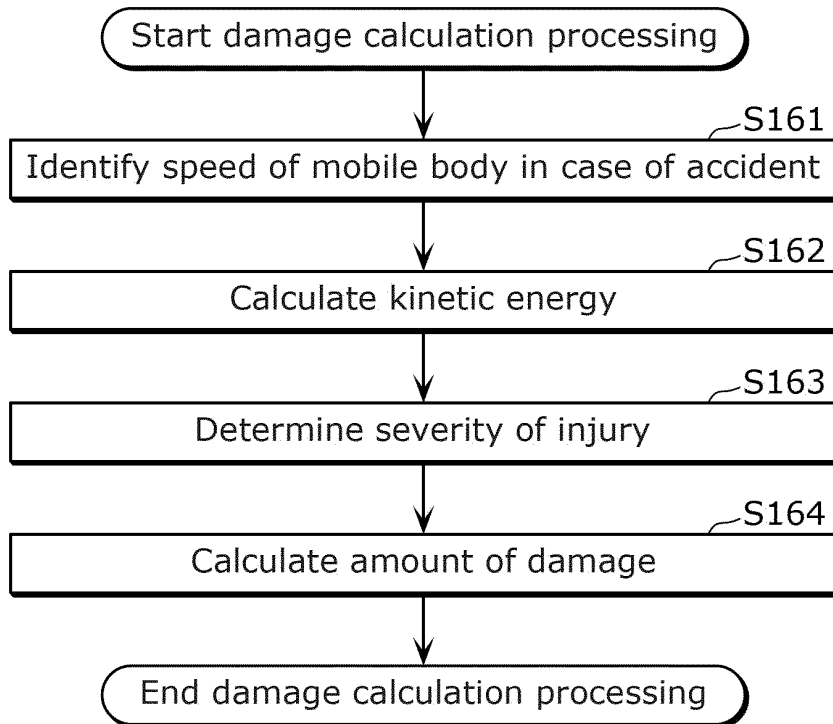 Start damage calculation processing
S161
Identify speed of mobile body in case of accident
S162
Calculate kinetic energy
S163
Determine severity of injury
S164
Calculate amount of damage
End damage calculation processing